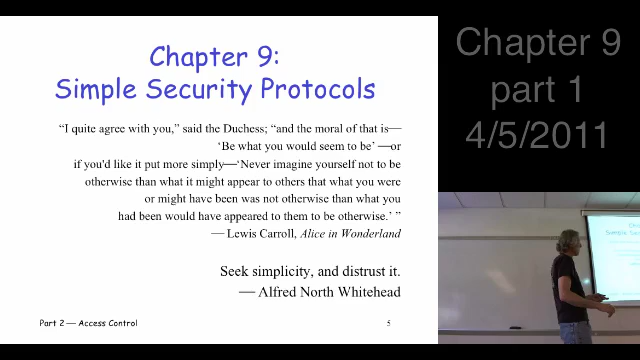 Chapter 9:
Simple Security Protocols
“I quite agree with you,” said the Duchess; “and the moral of that is—
‘Be what you would seem to be’ —or
if you'd like it put more simply—‘Never imagine yourself not to be
otherwise than what it might appear to others that what you were
or might have been was not otherwise than what you
had been would have appeared to them to be otherwise.’ ”
— Lewis Carroll, Alice in Wonderland
Seek simplicity, and distrust it.
— Alfred North Whitehead
Part 2 — Access Control
5
Chapter 9
part 1
4/5/2011